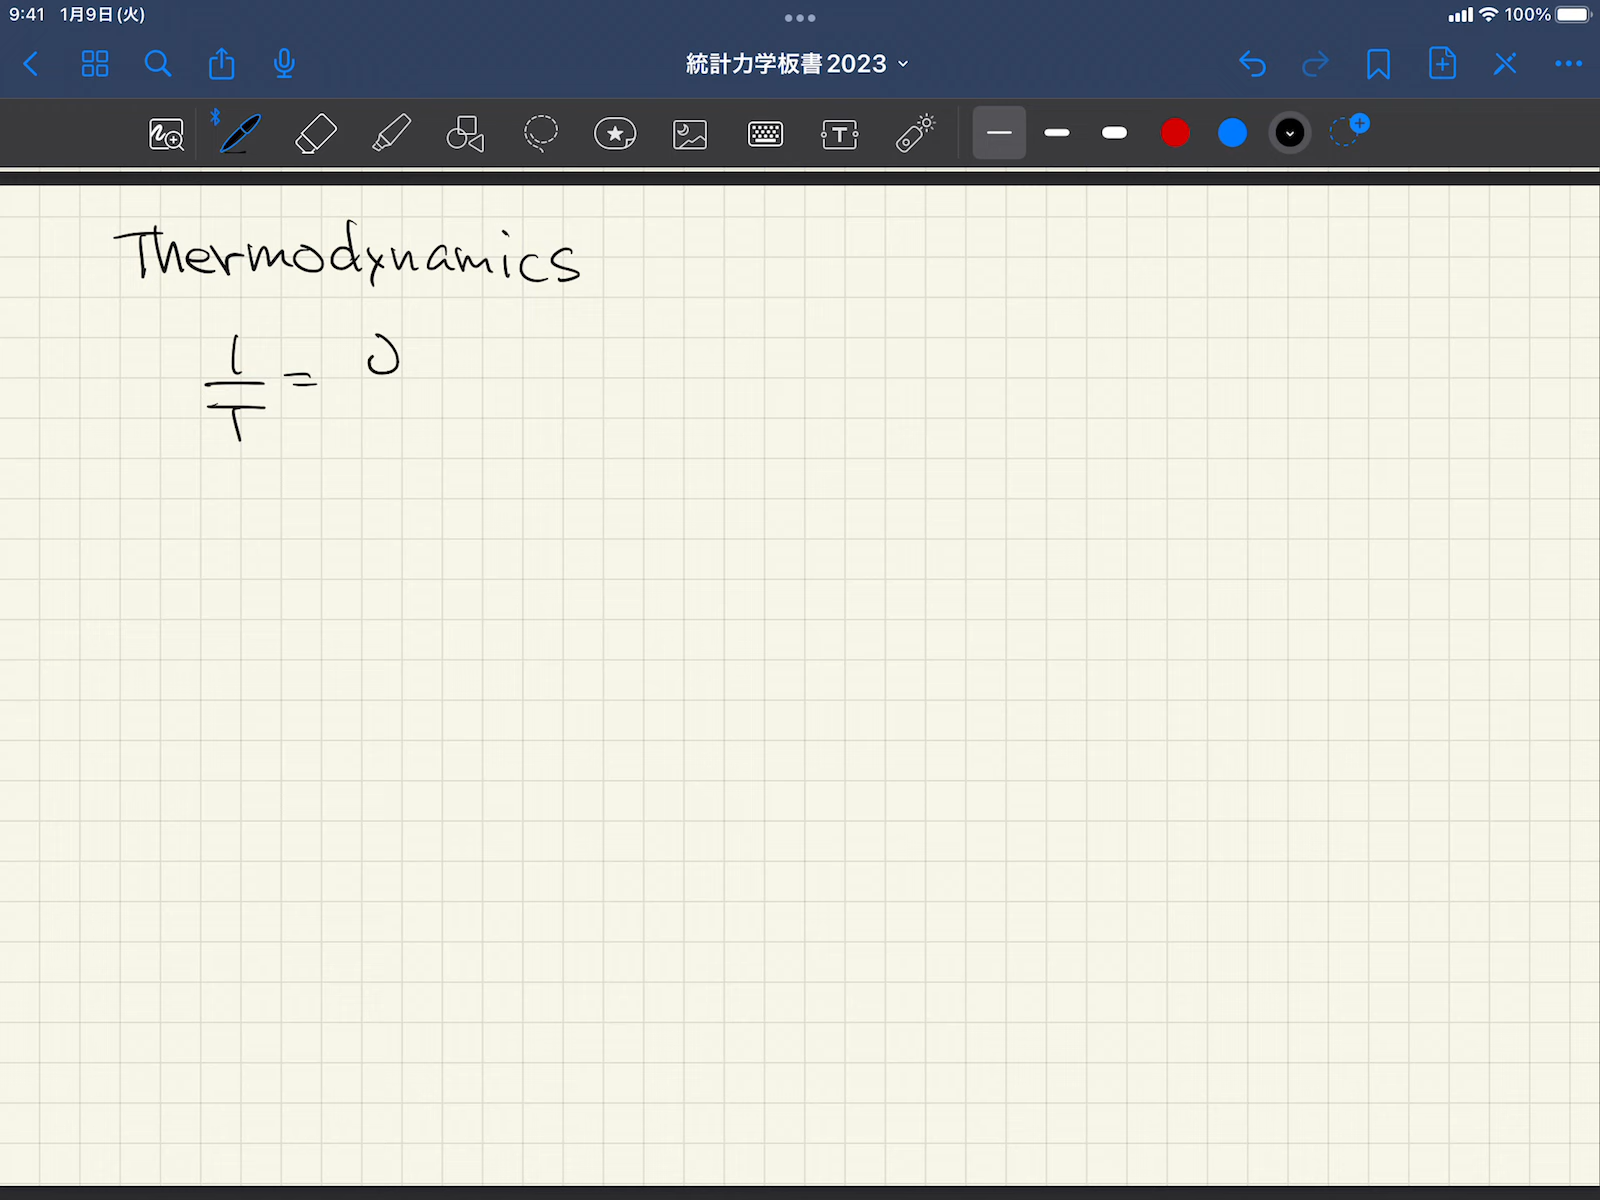 9:41 1月9日(火) 100%
統計力学板書2023
T
Thermodynamics
1/T =